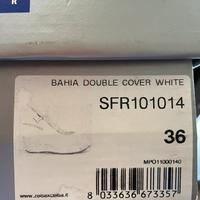 R
BAHIA DOUBLE COVER WHITE
SFR101014
36
MPO11000140
8 033636 673357